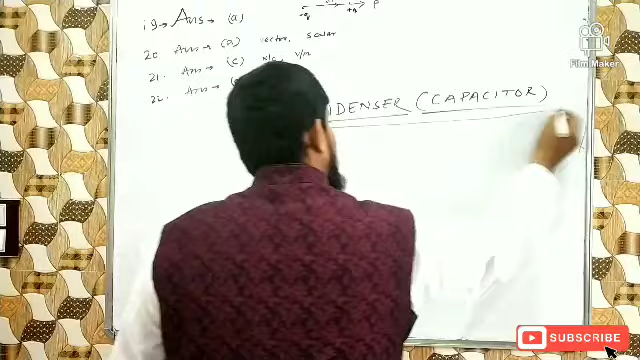 19→ Ans→ (a)
-q +q P
20 Ans→ (a) vector, scalar
21. Ans→ (c) N/C, V/m
22. Ans→
DENSER (CAPACITOR)
Film Maker
SUBSCRIBE